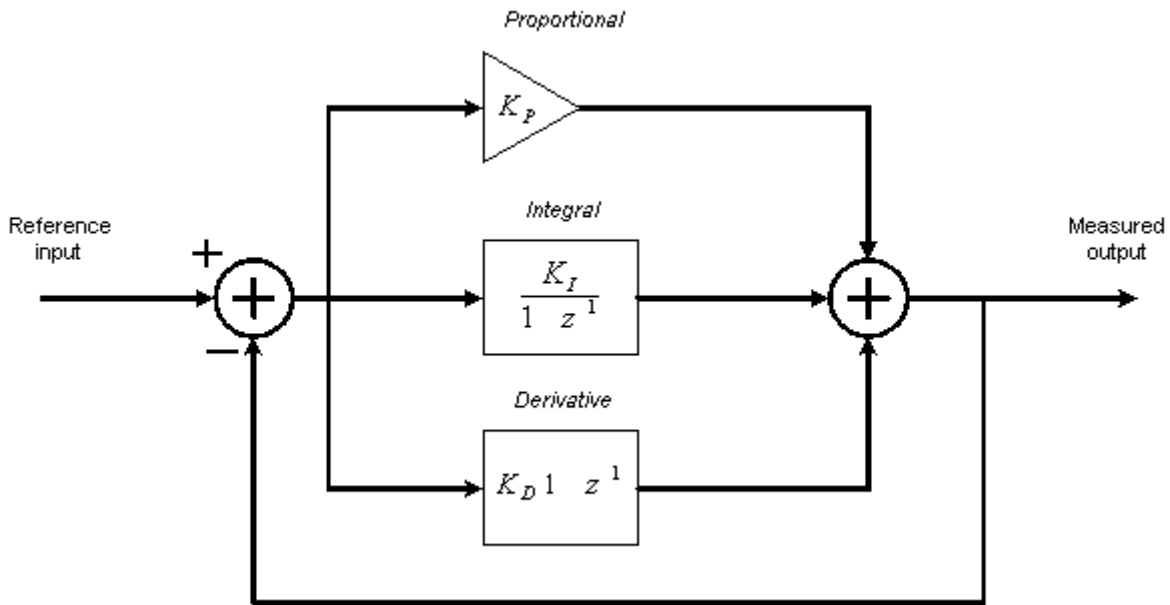 Proportional
K_P
Reference
input
+
Integral
K_I
1 z^1
+
+
Measured
output
−
Derivative
K_D 1 z^1